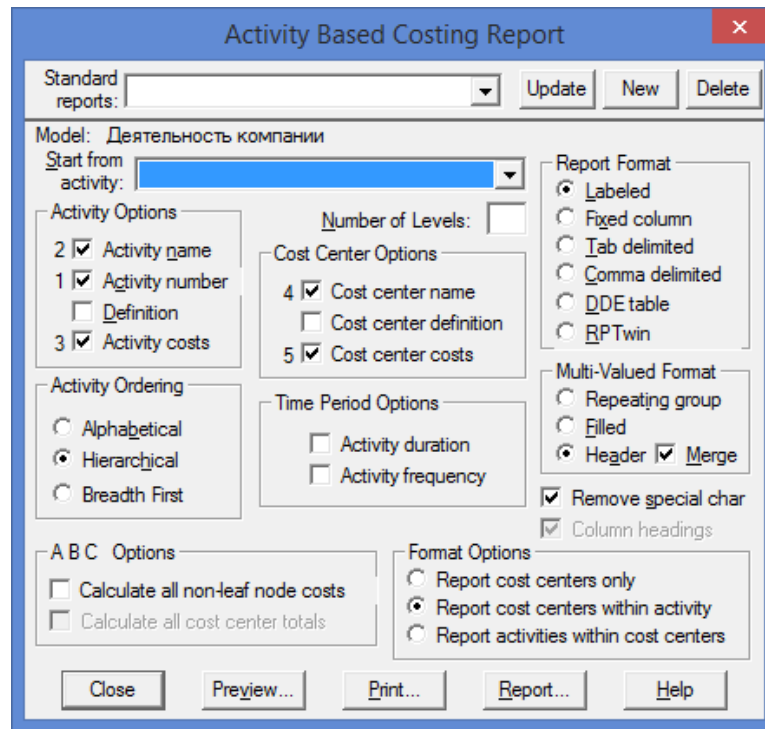 Activity Based Costing Report
Standard reports:
Update New Delete
Model: Деятельность компании
Start from activity:
Number of Levels:
Activity Options
2 Activity name
1 Activity number
Definition
3 Activity costs
Cost Center Options
4 Cost center name
Cost center definition
5 Cost center costs
Report Format
Labeled
Fixed column
Tab delimited
Comma delimited
DDE table
RPTwin
Activity Ordering
Alphabetical
Hierarchical
Breadth First
Time Period Options
Activity duration
Activity frequency
Multi-Valued Format
Repeating group
Filled
Header Merge
Remove special char
Column headings
A B C Options
Calculate all non-leaf node costs
Calculate all cost center totals
Format Options
Report cost centers only
Report cost centers within activity
Report activities within cost centers
Close Preview... Print... Report... Help